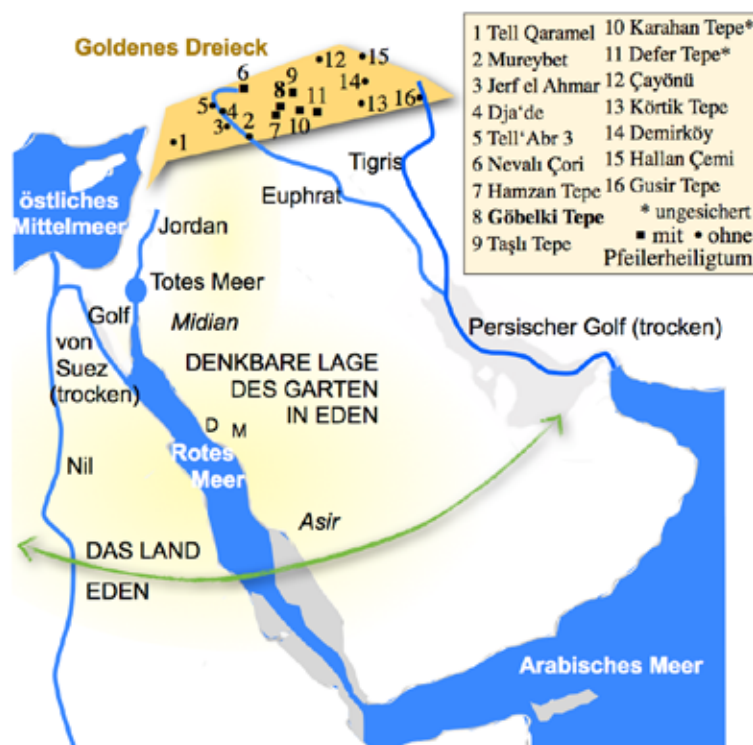 Goldenes Dreieck
1 Tell Qaramel
2 Mureybet
3 Jerf el Ahmar
4 Dja'de
5 Tell'Abr 3
6 Nevalı Çori
7 Hamzan Tepe
8 Göbelki Tepe
9 Taşlı Tepe
10 Karahan Tepe*
11 Defer Tepe*
12 Çayönü
13 Körtik Tepe
14 Demirköy
15 Hallan Çemi
16 Gusir Tepe
* ungesichert
■ mit • ohne
Pfeilerheiligtum
6
12
15
9
14
5
4
8
11
13
16
3
2
7
10
1
Tigris
Euphrat
östliches
Mittelmeer
Jordan
Totes Meer
Golf
von
Suez
(trocken)
Midian
Persischer Golf (trocken)
DENKBARE LAGE
DES GARTEN
IN EDEN
D M
Rotes
Meer
Nil
Asir
DAS LAND
EDEN
Arabisches Meer